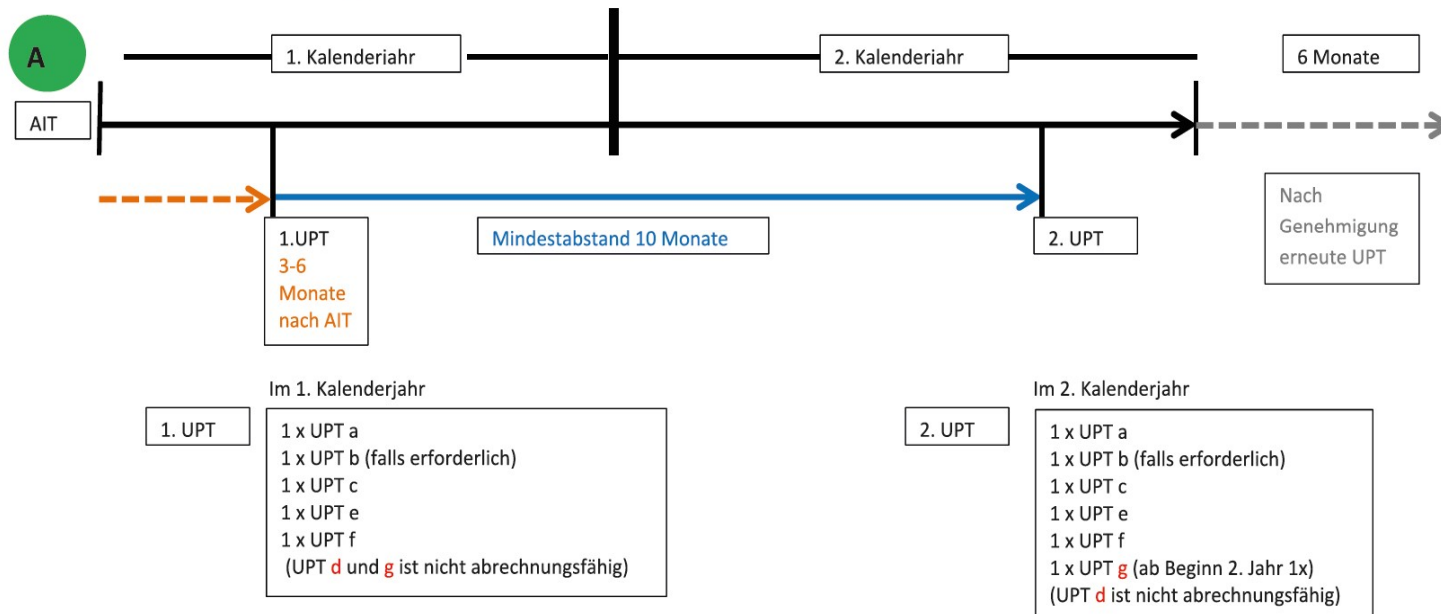 A
1. Kalenderjahr
2. Kalenderjahr
6 Monate
AIT
1.UPT
3-6
Monate
nach AIT
Mindestabstand 10 Monate
2. UPT
Nach
Genehmigung
erneute UPT
Im 1. Kalenderjahr
1. UPT
1 x UPT a
1 x UPT b (falls erforderlich)
1 x UPT c
1 x UPT e
1 x UPT f
(UPT d und g ist nicht abrechnungsfähig)
Im 2. Kalenderjahr
2. UPT
1 x UPT a
1 x UPT b (falls erforderlich)
1 x UPT c
1 x UPT e
1 x UPT f
1 x UPT g (ab Beginn 2. Jahr 1x)
(UPT d ist nicht abrechnungsfähig)